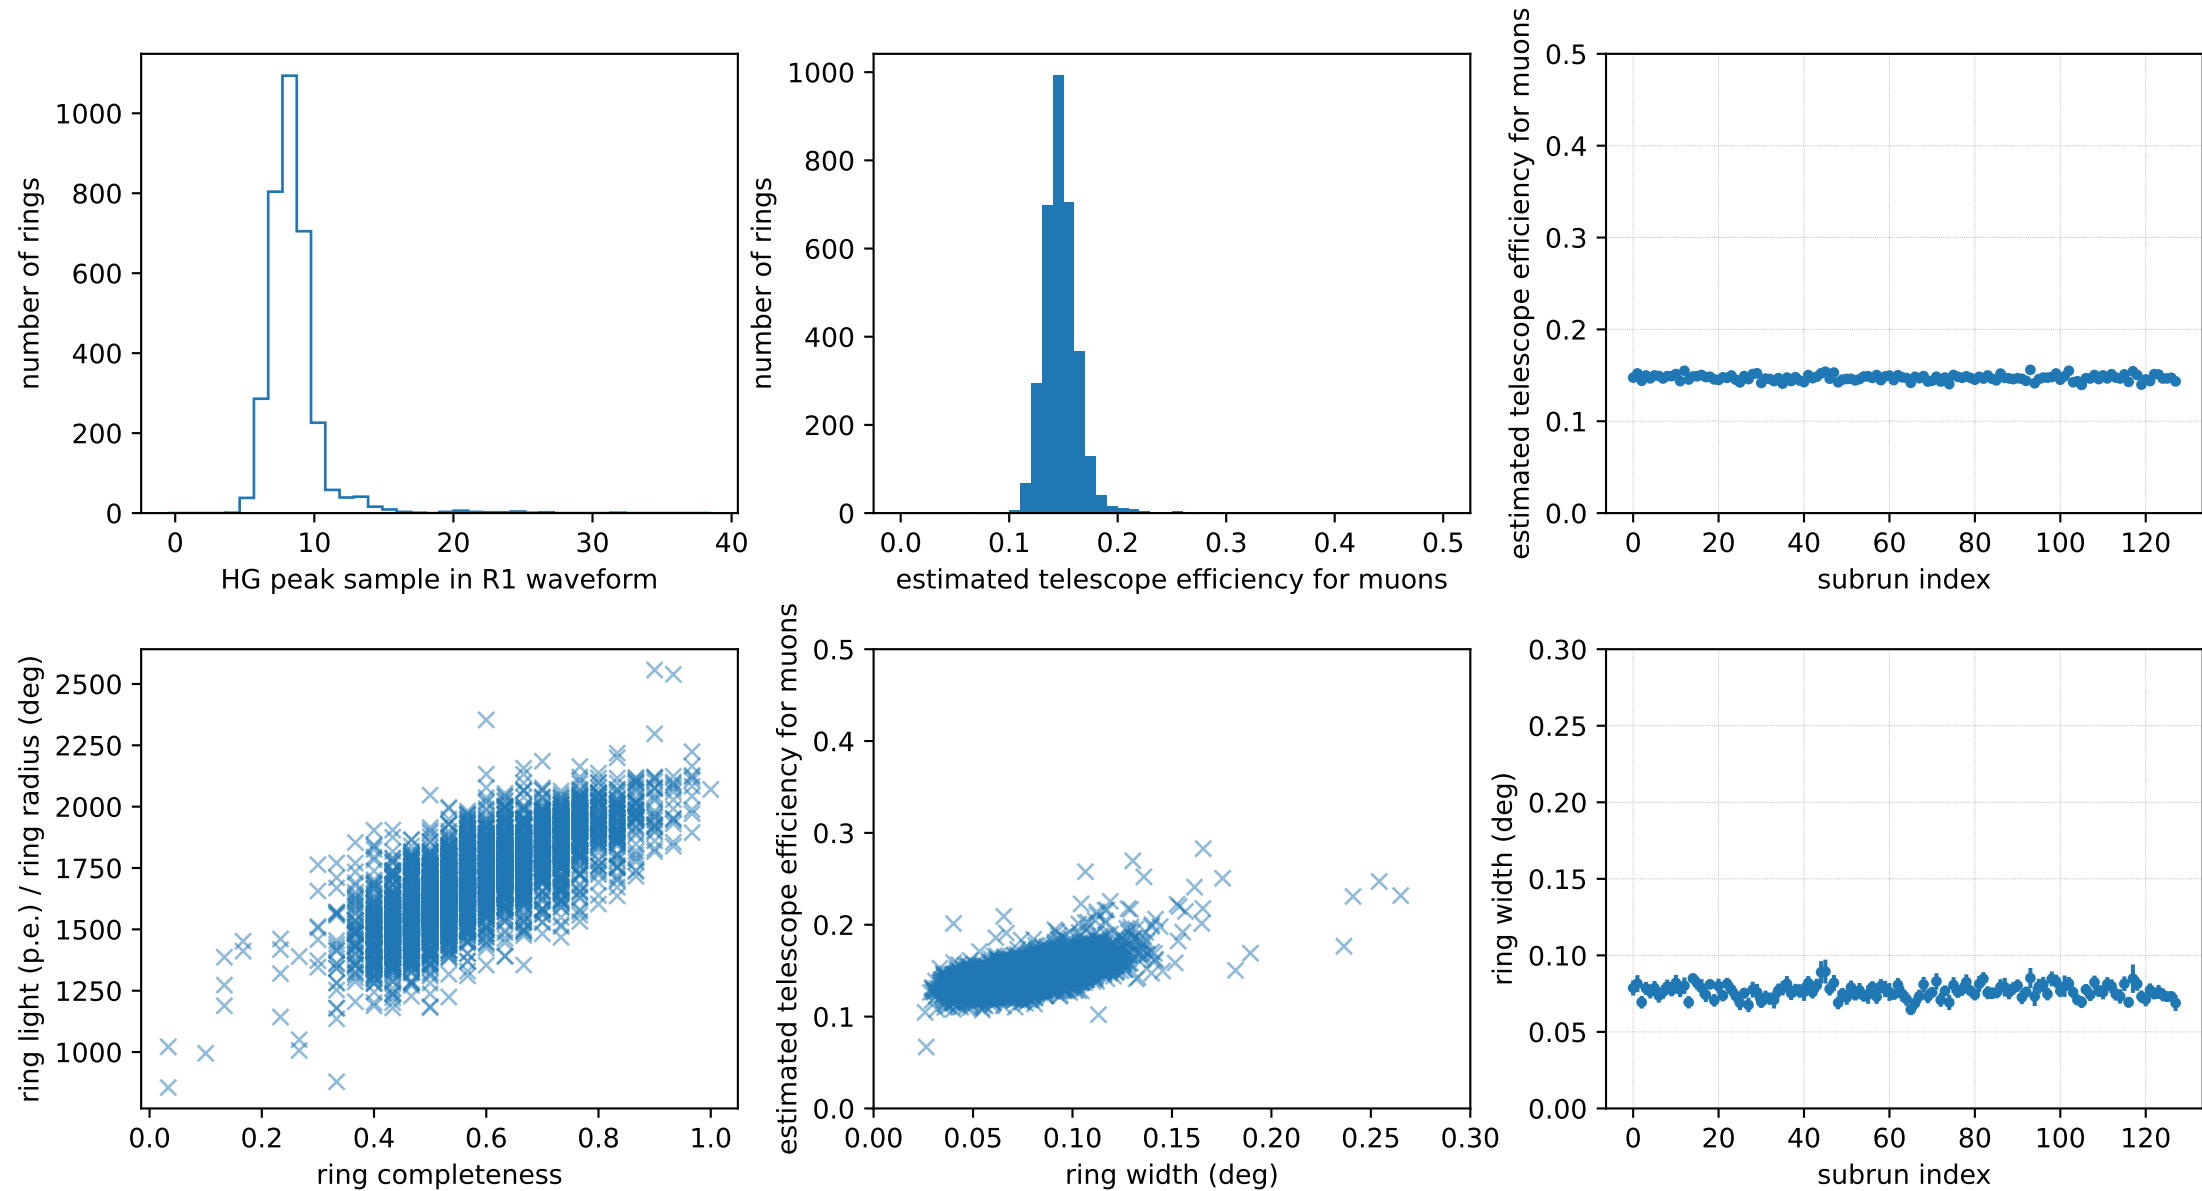 number of rings
1000
800
600
400
200
0
0 10 20 30 40
HG peak sample in R1 waveform
number of rings
1000
800
600
400
200
0
0.0 0.1 0.2 0.3 0.4 0.5
estimated telescope efficiency for muons
estimated telescope efficiency for muons
0.5
0.4
0.3
0.2
0.1
0.0
0 20 40 60 80 100 120
subrun index
ring light (p.e.) / ring radius (deg)
2500
2250
2000
1750
1500
1250
1000
0.0 0.2 0.4 0.6 0.8 1.0
ring completeness
estimated telescope efficiency for muons
0.5
0.4
0.3
0.2
0.1
0.0
0.00 0.05 0.10 0.15 0.20 0.25 0.30
ring width (deg)
ring width (deg)
0.30
0.25
0.20
0.15
0.10
0.05
0.00
0 20 40 60 80 100 120
subrun index